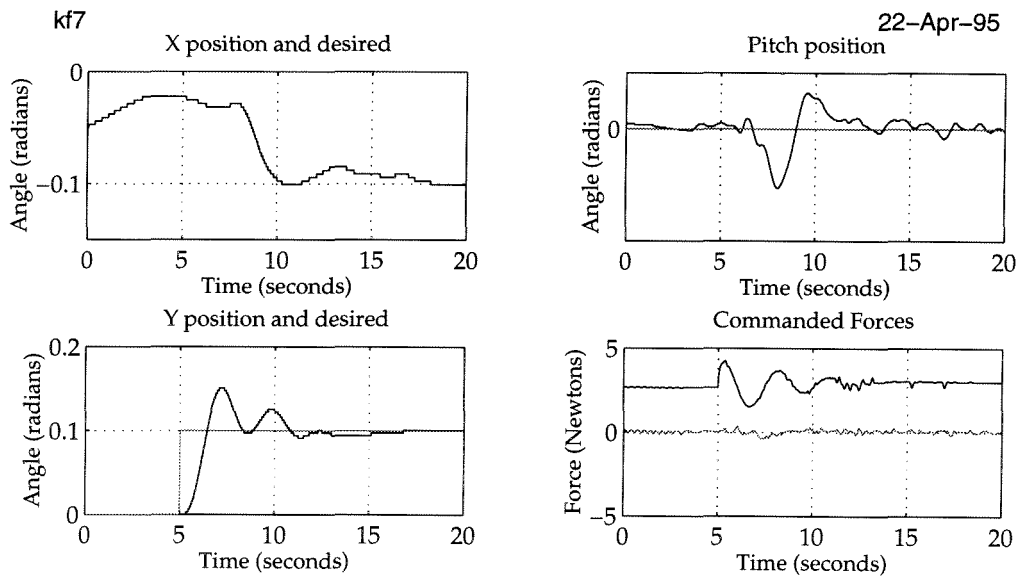 kf7
22–Apr–95
X position and desired
Angle (radians)
0
−0.1
0
5
10
15
20
Time (seconds)
Pitch position
Angle (radians)
0
0
5
10
15
20
Time (seconds)
Y position and desired
Angle (radians)
0.2
0.1
0
0
5
10
15
20
Time (seconds)
Commanded Forces
Force (Newtons)
5
0
−5
0
5
10
15
20
Time (seconds)